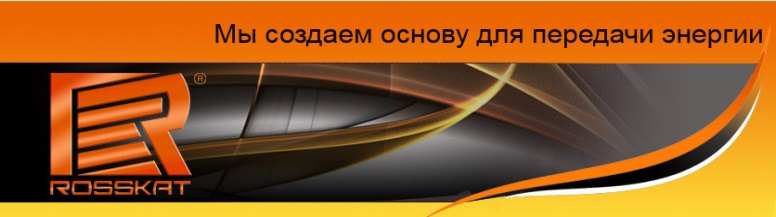 Мы создаем основу для передачи энергии
®
ROSSKAT